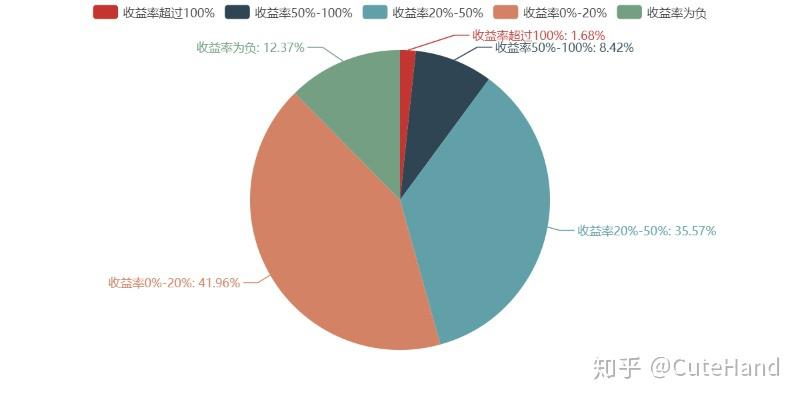 收益率超过100% 收益率50%-100% 收益率20%-50% 收益率0%-20% 收益率为负
收益率超过100%: 1.68%
收益率为负: 12.37%
收益率50%-100%: 8.42%
收益率20%-50%: 35.57%
收益率0%-20%: 41.96%
知乎 @CuteHand